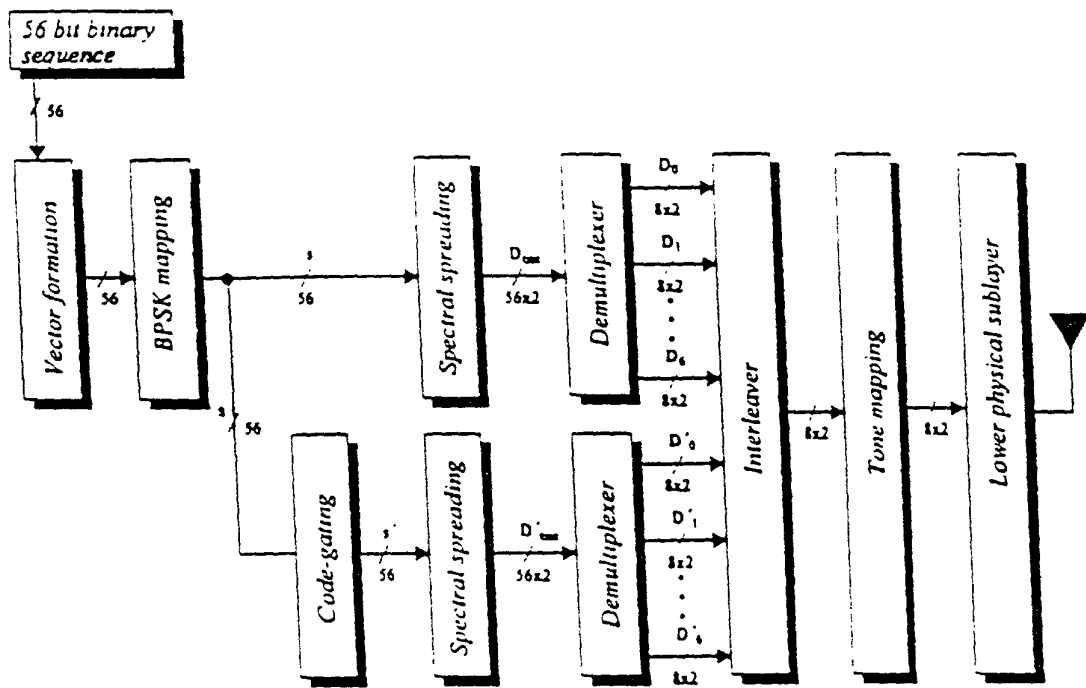 56 bit binary
sequence
56
Vector formation
56
BPSK mapping
s
56
Spectral spreading
56x2
Demultiplexer
D₀
8x2
D₁
8x2
D₆
8x2
Interleaver
8x2
Tone mapping
8x2
Lower physical sublayer
s
56
Code-gating
s'
56
Spectral spreading
56x2
Demultiplexer
D'₀
8x2
D'₁
8x2
D'₆
8x2